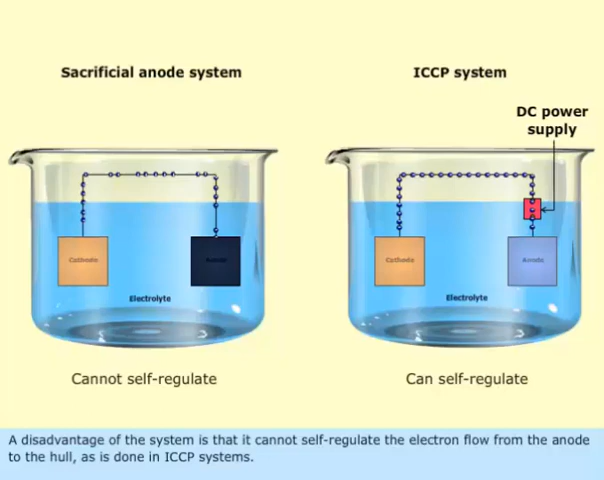 Sacrificial anode system
ICCP system
DC power
supply
Cathode
Cathode
Anode
Electrolyte
Electrolyte
Cannot self-regulate
Can self-regulate
A disadvantage of the system is that it cannot self-regulate the electron flow from the anode
to the hull, as is done in ICCP systems.